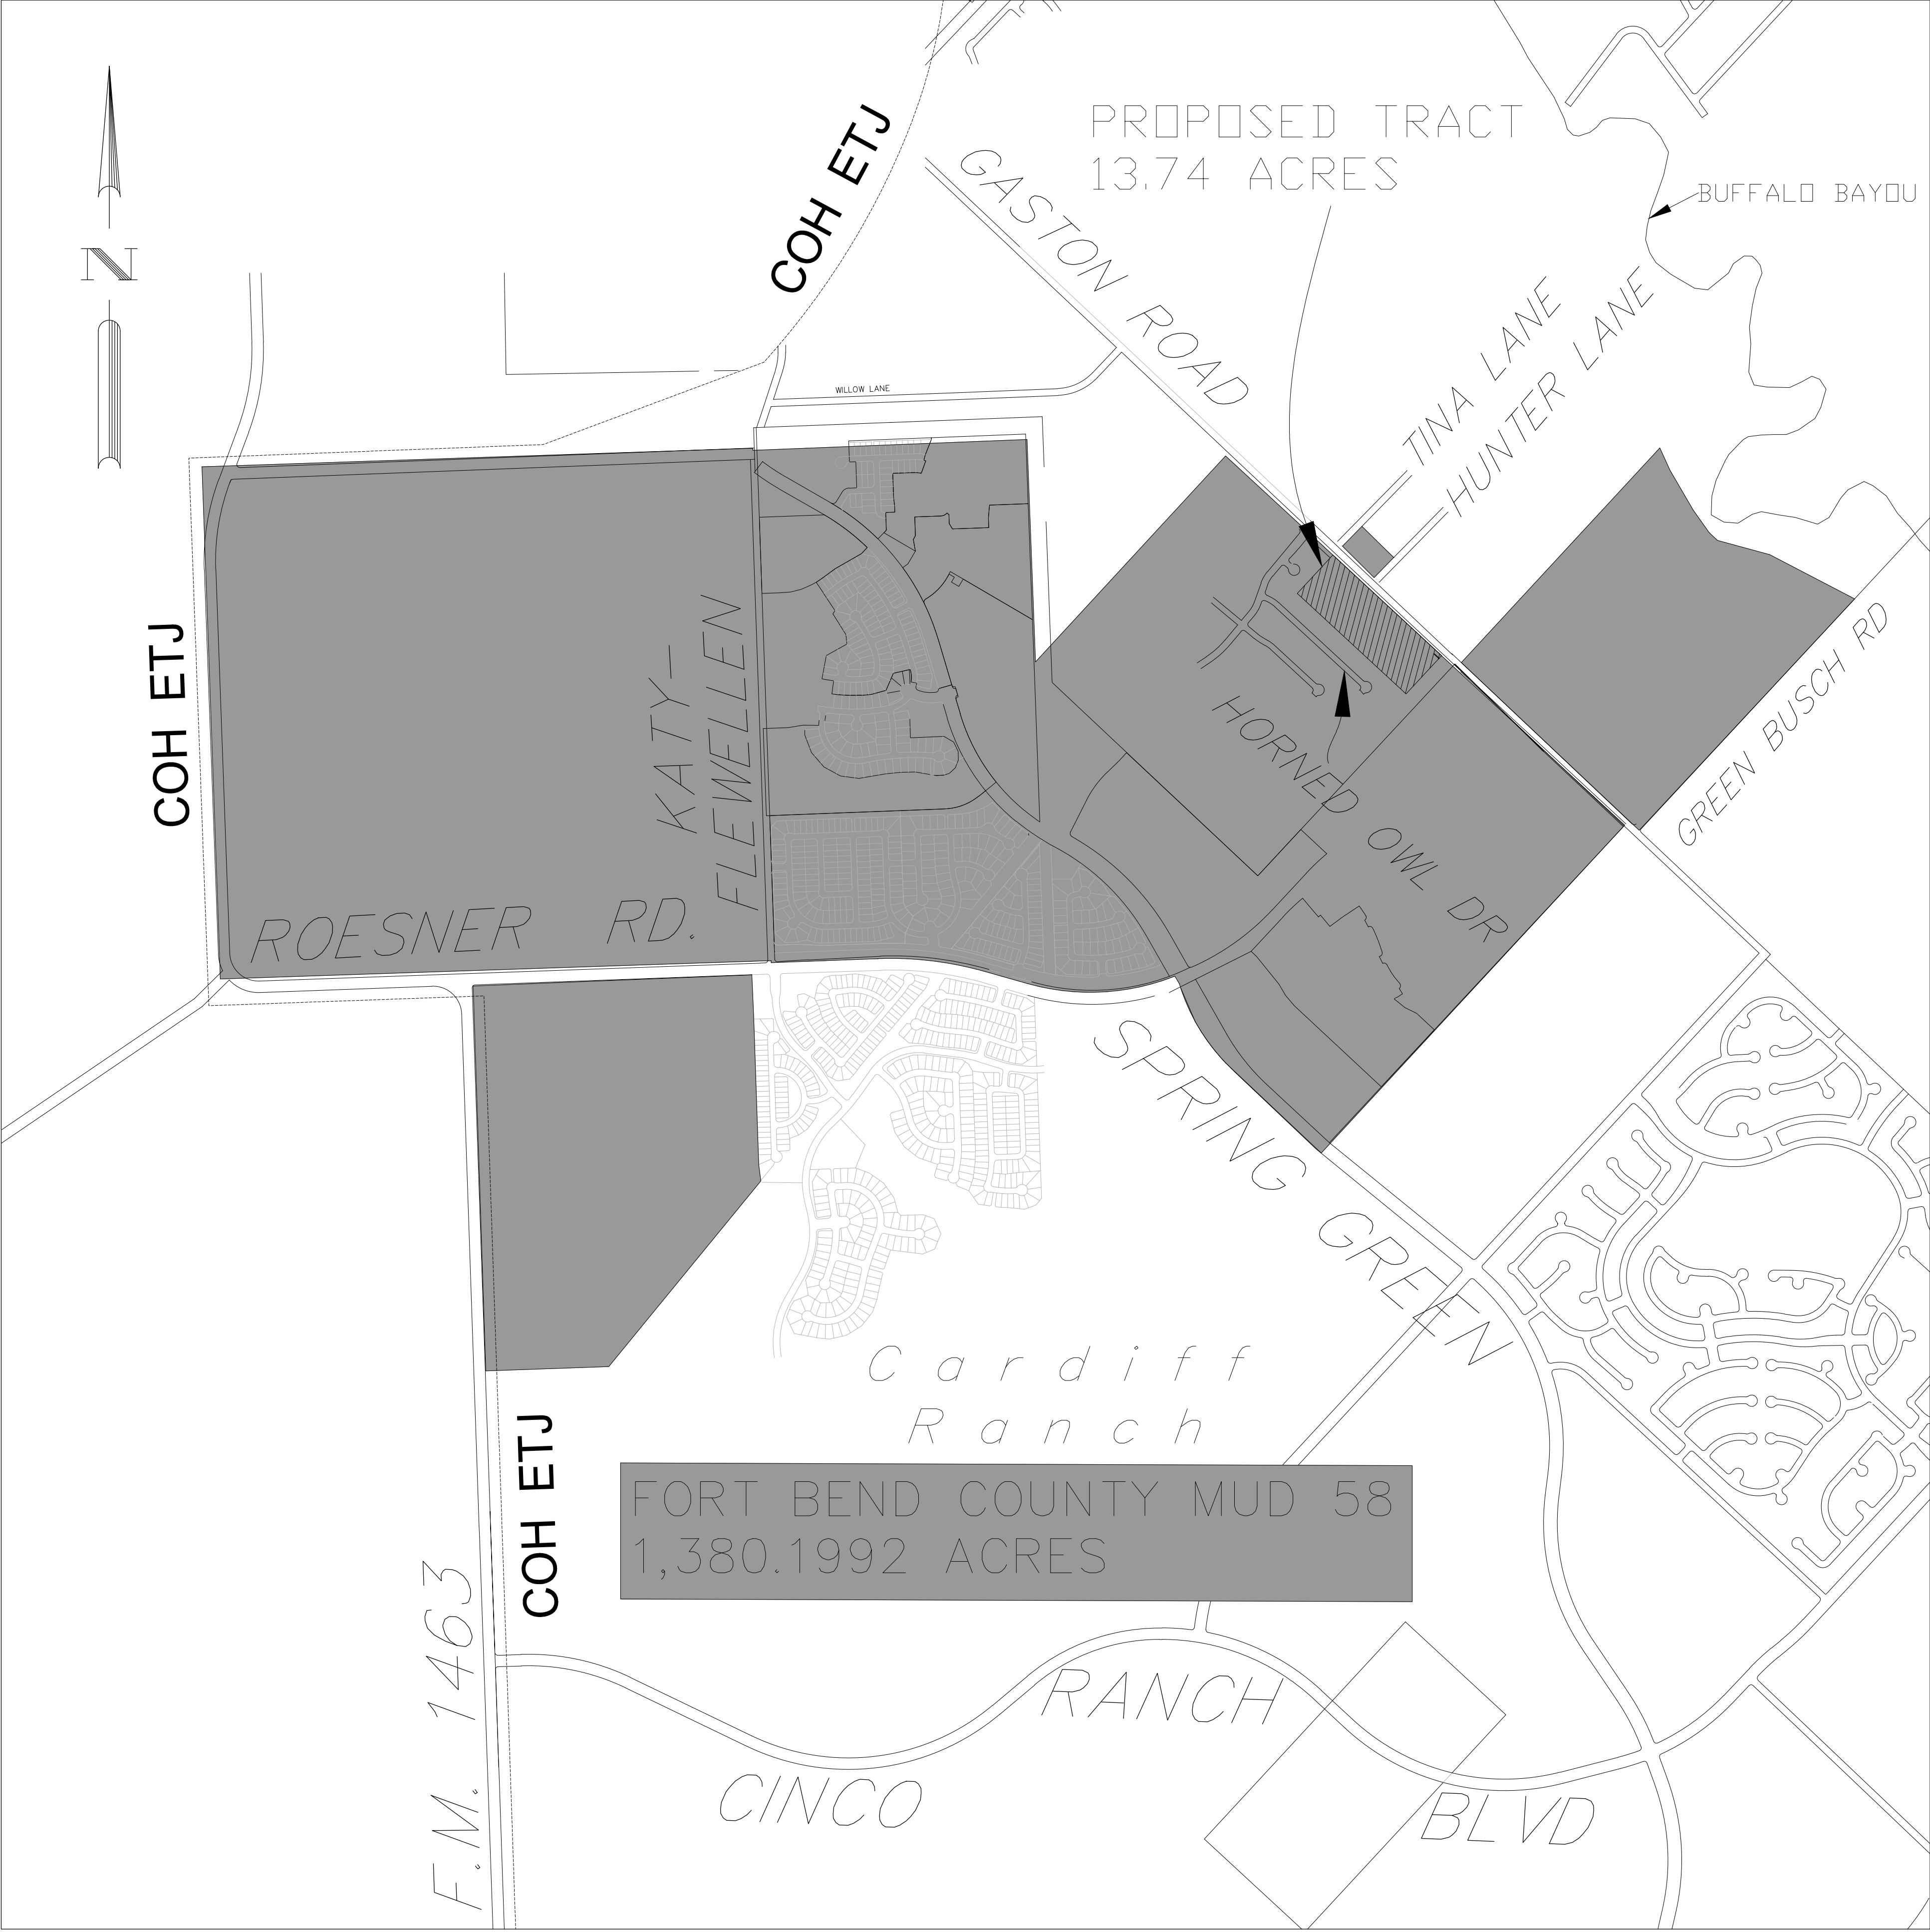 PROPOSED TRACT
13.74 ACRES
BUFFALO BAYOU
COH ETJ
GASTON ROAD
TINA LANE
HUNTER LANE
N
WILLOW LANE
COH ETJ
KATY-
FLEWELLEN
HORNED OWL DR
GREEN BUSCH RD
ROESNER RD.
SPRING GREEN
Cardiff
Ranch
COH ETJ
FORT BEND COUNTY MUD 58
1,380.1992 ACRES
F.M. 1463
CINCO RANCH BLVD